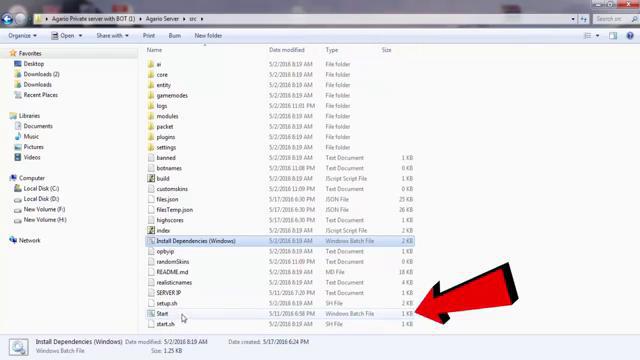 Agario Private server with BOT (1) ▸ Agario Server ▸ src ▸
Search src
Organize Open Print Burn New folder
Name Date modified Type Size
Favorites
Desktop
Downloads (2)
Downloads
Recent Places
Libraries
Documents
Music
Pictures
Videos
Computer
Local Disk (C:)
Local Disk (D:)
New Volume (F:)
New Volume (H:)
Network
ai 5/2/2016 8:19 AM File folder
core 5/2/2016 8:19 AM File folder
entity 5/2/2016 8:19 AM File folder
gamemodes 5/2/2016 8:19 AM File folder
logs 5/2/2016 11:01 PM File folder
modules 5/2/2016 8:19 AM File folder
packet 5/2/2016 8:19 AM File folder
plugins 5/2/2016 8:19 AM File folder
settings 5/2/2016 8:19 AM File folder
banned 5/2/2016 8:19 AM Text Document 1 KB
botnames 5/2/2016 11:08 PM Text Document 1 KB
build 5/2/2016 8:19 AM JScript Script File 1 KB
customskins 5/2/2016 8:19 AM Text Document 1 KB
files.json 5/17/2016 8:19 AM JSON File 25 KB
filesTemp.json 5/17/2016 8:19 AM JSON File 26 KB
highscores 5/2/2016 8:19 AM Text Document 1 KB
index 5/2/2016 8:19 AM JScript Script File 1 KB
Install Dependencies (Windows) 5/2/2016 8:19 AM Windows Batch File 2 KB
opbyip 5/2/2016 8:19 AM Text Document 1 KB
randomSkins 5/2/2016 11:09 PM Text Document 1 KB
README.md 5/2/2016 8:19 AM MD File 18 KB
realisticnames 5/2/2016 8:19 AM Text Document 4 KB
SERVER IP 5/11/2016 7:20 PM Text Document 1 KB
setup.sh 5/2/2016 8:19 AM SH File 2 KB
Start 5/11/2016 6:58 PM Windows Batch File 1 KB
start.sh 5/2/2016 8:19 AM SH File 1 KB
Install Dependencies (Windows) Date modified: 5/2/2016 8:19 AM Date created: 5/17/2016 6:24 PM
Windows Batch File Size: 1.25 KB